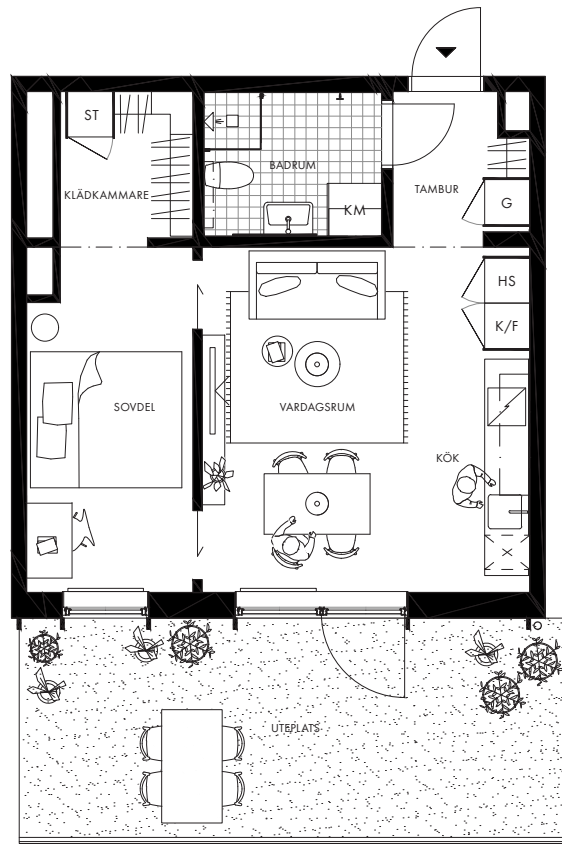 ST
KLÄDKAMMARE
BADRUM
KM
TAMBUR
G
HS
K/F
SOVDEL
VARDAGSRUM
KÖK
UTEPLATS